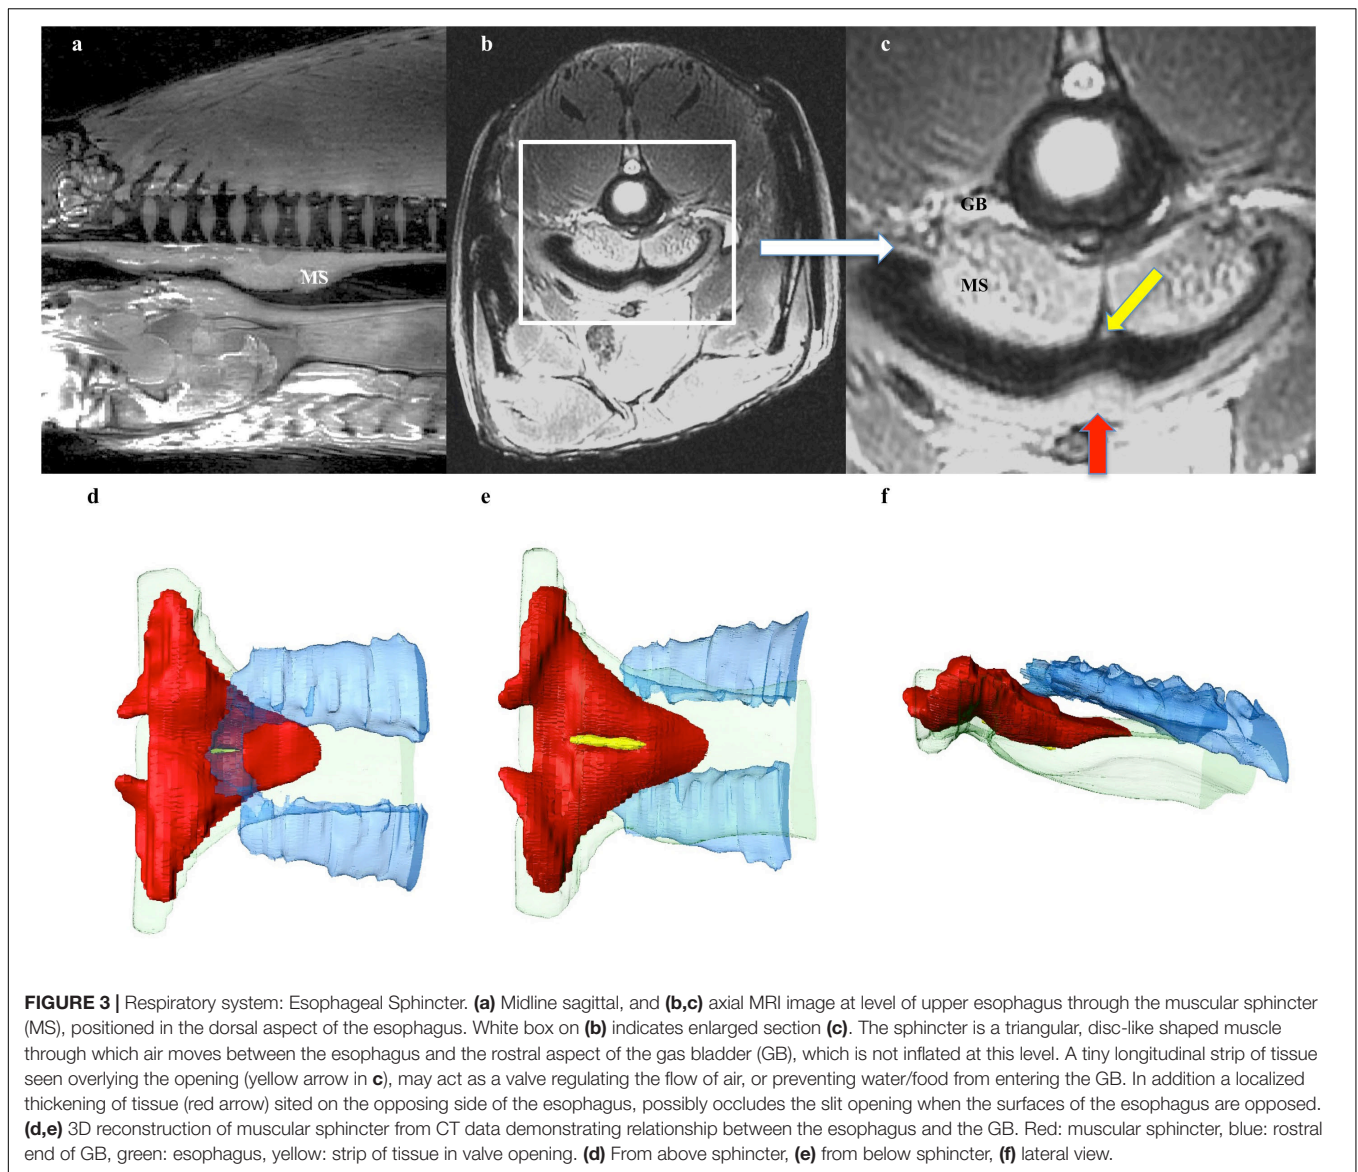 a
b
c
MS
GB
MS
d
e
f
FIGURE 3 | Respiratory system: Esophageal Sphincter. (a) Midline sagittal, and (b,c) axial MRI image at level of upper esophagus through the muscular sphincter
(MS), positioned in the dorsal aspect of the esophagus. White box on (b) indicates enlarged section (c). The sphincter is a triangular, disc-like shaped muscle
through which air moves between the esophagus and the rostral aspect of the gas bladder (GB), which is not inflated at this level. A tiny longitudinal strip of tissue
seen overlying the opening (yellow arrow in c), may act as a valve regulating the flow of air, or preventing water/food from entering the GB. In addition a localized
thickening of tissue (red arrow) sited on the opposing side of the esophagus, possibly occludes the slit opening when the surfaces of the esophagus are opposed.
(d,e) 3D reconstruction of muscular sphincter from CT data demonstrating relationship between the esophagus and the GB. Red: muscular sphincter, blue: rostral
end of GB, green: esophagus, yellow: strip of tissue in valve opening. (d) From above sphincter, (e) from below sphincter, (f) lateral view.